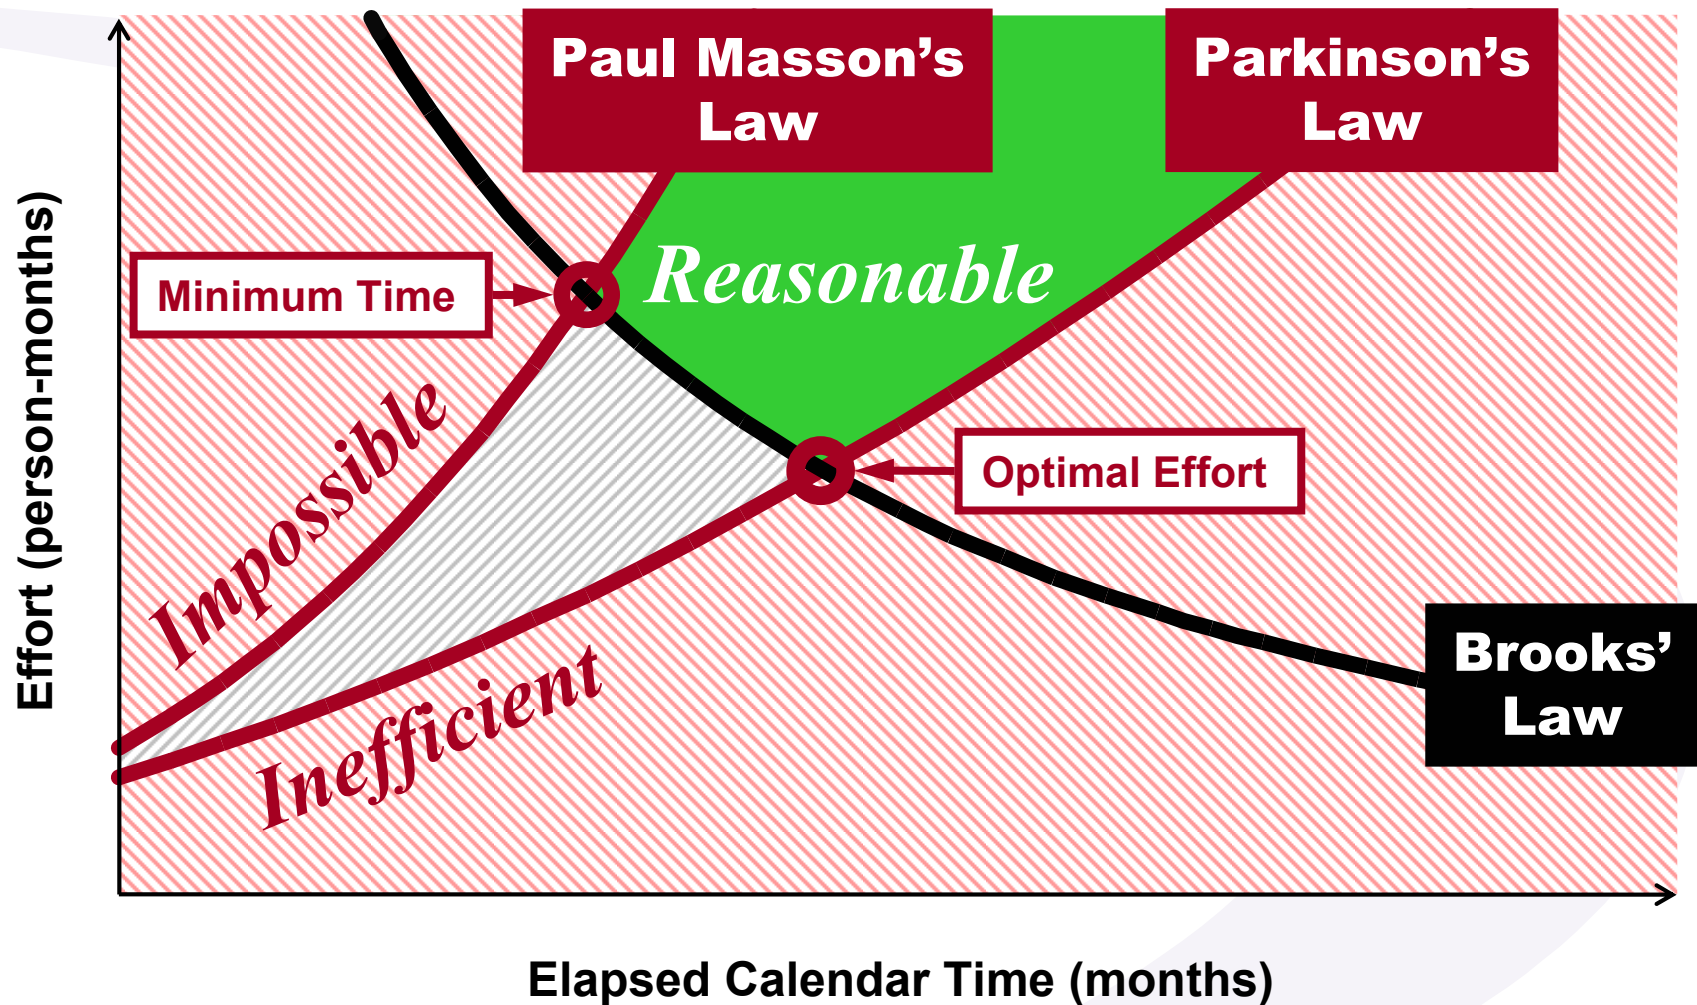 Paul Masson’s
Law
Parkinson’s
Law
Reasonable
Minimum Time
Impossible
Optimal Effort
Inefficient
Brooks’
Law
Effort (person-months)
Elapsed Calendar Time (months)